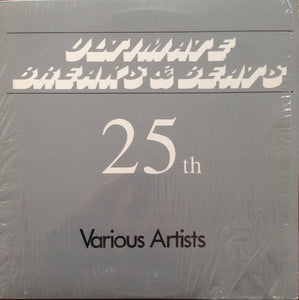 ULTIMATE
BREAKS & BEATS
25th
Various Artists